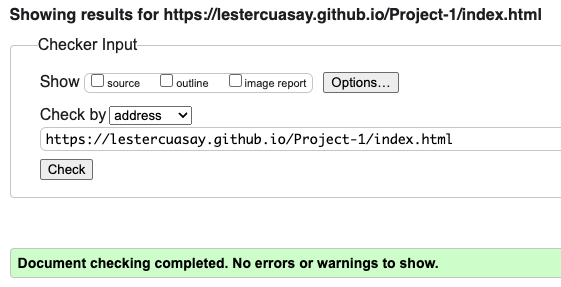 Showing results for https://lestercuasay.github.io/Project-1/index.html
Checker Input
Show source outline image report Options...
Check by address
https://lestercuasay.github.io/Project-1/index.html
Check
Document checking completed. No errors or warnings to show.